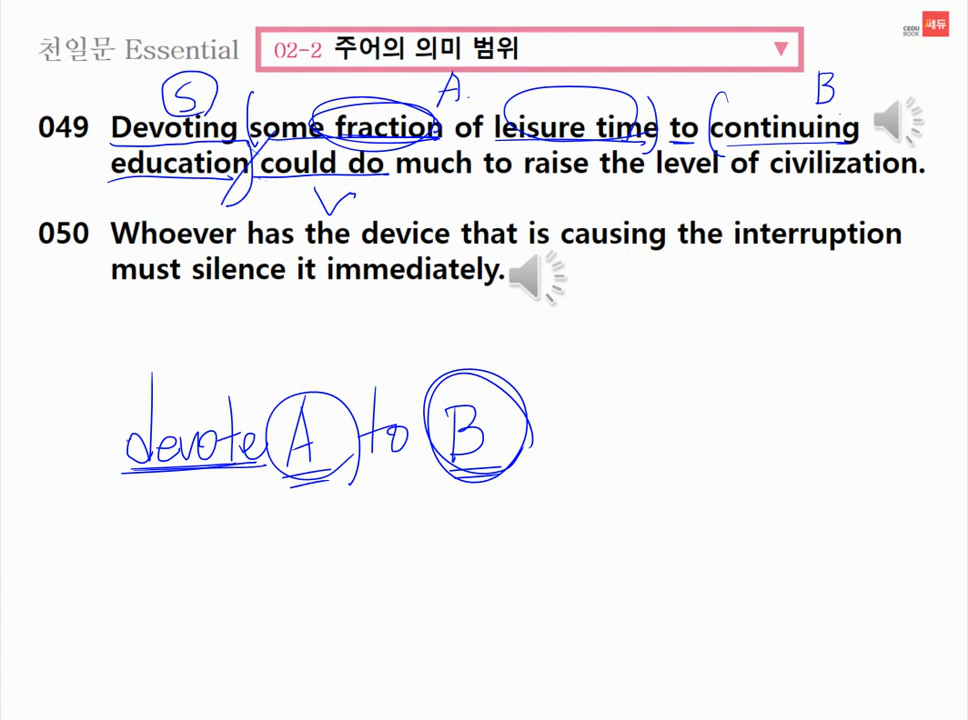 CEDU BOOK 쎄듀
천일문 Essential 02-2 주어의 의미 범위
S A B
049 Devoting some fraction of leisure time to continuing
education could do much to raise the level of civilization.
V
050 Whoever has the device that is causing the interruption
must silence it immediately.
devote A to B